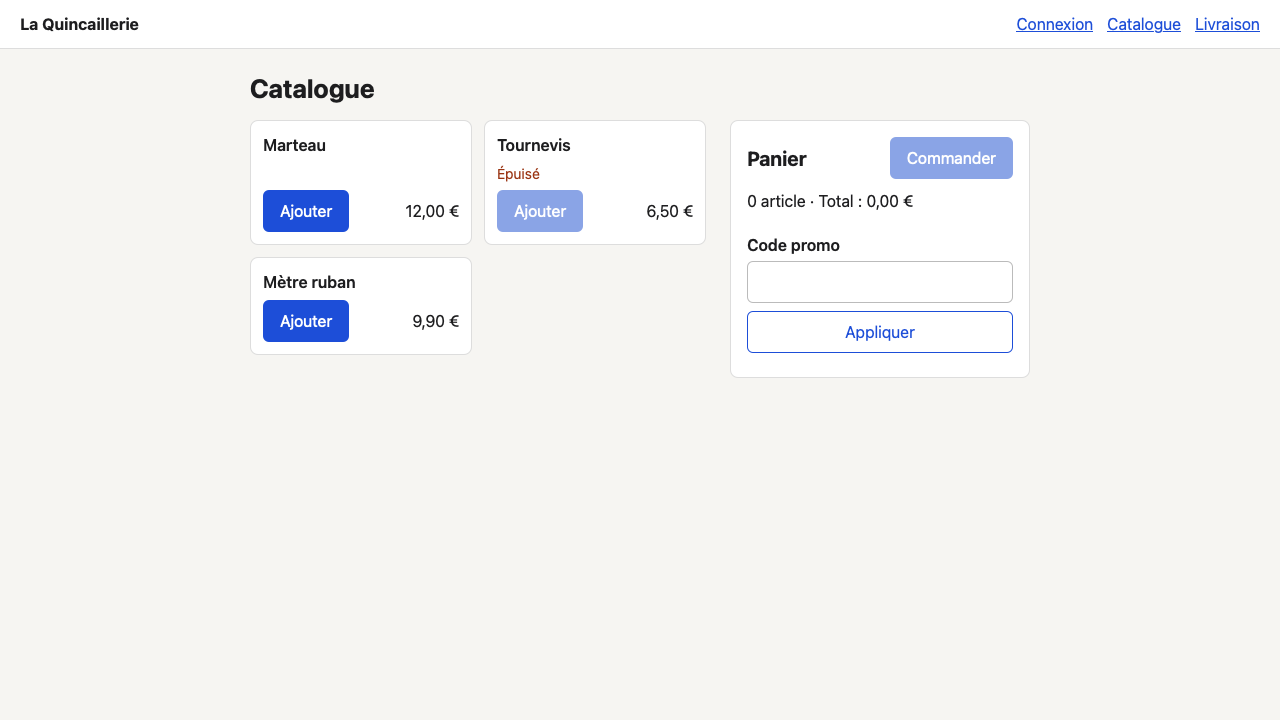 La Quincaillerie
Connexion Catalogue Livraison
Catalogue
Marteau
Ajouter 12,00 €
Tournevis
Épuisé
Ajouter 6,50 €
Mètre ruban
Ajouter 9,90 €
Panier Commander
0 article · Total : 0,00 €
Code promo
Appliquer